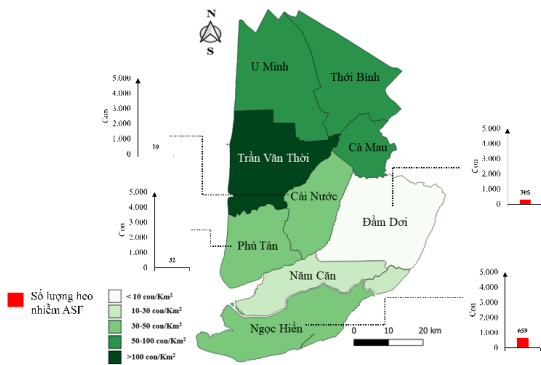 N
S
U Minh
Thới Bình
Trần Văn Thời
Cà Mau
Cái Nước
Đầm Dơi
Phú Tân
Năm Căn
Ngọc Hiển
5.000
4.000
3.000
2.000
1.000
0
Con
5.000
4.000
3.000
2.000
1.000
0
Con
52
5.000
4.000
3.000
2.000
1.000
0
Con
305
5.000
4.000
3.000
2.000
1.000
0
Con
659
Số lượng heo
nhiễm ASF
< 10 con/Km²
10-30 con/Km²
30-50 con/Km²
50-100 con/Km²
>100 con/Km²
10 0 10 20 km